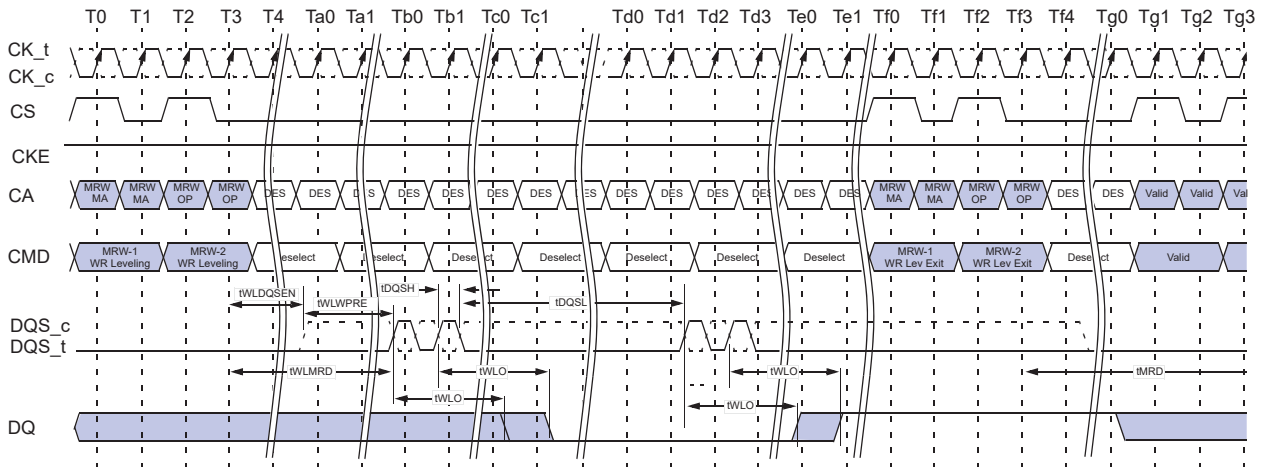 T0 T1 T2 T3 T4 Ta0 Ta1 Tb0 Tb1 Tc0 Tc1 Td0 Td1 Td2 Td3 Te0 Te1 Tf0 Tf1 Tf2 Tf3 Tf4 Tg0 Tg1 Tg2 Tg3
CK_t
CK_c
CS
CKE
CA
MRW MA
MRW MA
MRW OP
MRW OP
DES DES DES DES DES DES DES DES DES DES DES DES DES DES
MRW MA
MRW MA
MRW OP
MRW OP
DES DES Valid Valid Val
CMD
MRW-1 WR Leveling
MRW-2 WR Leveling
Deselect Deselect Deselect Deselect Deselect Deselect Deselect
MRW-1 WR Lev Exit
MRW-2 WR Lev Exit
Deselect Valid
tWLDQSEN
tWLWPRE
tDQSH
tDQSL
DQS_c
DQS_t
tWLMRD
tWLO
tWLO
tMRD
tWLO
tWLO
DQ